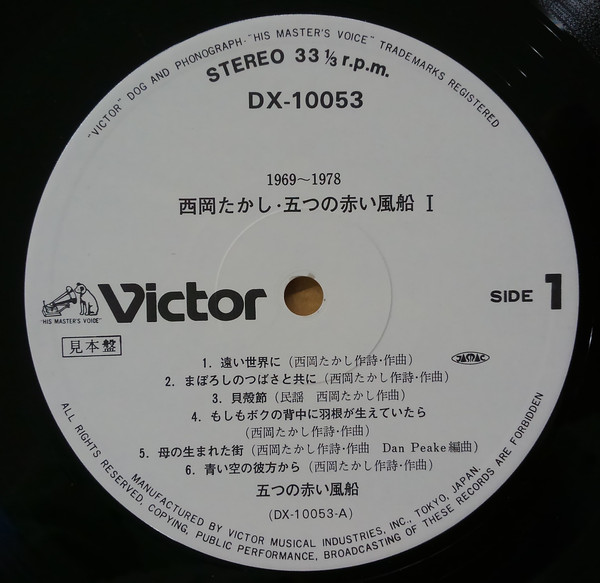 "VICTOR" DOG AND PHONOGRAPH · "HIS MASTER'S VOICE" TRADEMARKS REGISTERED
STEREO 33 1/3 r.p.m.
DX-10053
1969〜1978
西岡たかし・五つの赤い風船 I
"HIS MASTER'S VOICE"
Victor
SIDE 1
見本盤
JASRAC
1. 遠い世界に (西岡たかし作詩・作曲)
2. まぼろしのつばさと共に (西岡たかし作詩・作曲)
3. 貝殻節 (民謡 西岡たかし作曲)
4. もしもボクの背中に羽根が生えていたら
(西岡たかし作詩・作曲)
5. 母の生まれた街 (西岡たかし作詩・作曲 Dan Peake編曲)
6. 青い空の彼方から (西岡たかし作詩・作曲)
五つの赤い風船
(DX-10053-A)
MANUFACTURED BY VICTOR MUSICAL INDUSTRIES, INC., TOKYO, JAPAN.
ALL RIGHTS RESERVED, COPYING, PUBLIC PERFORMANCE, BROADCASTING OF THESE RECORDS ARE FORBIDDEN